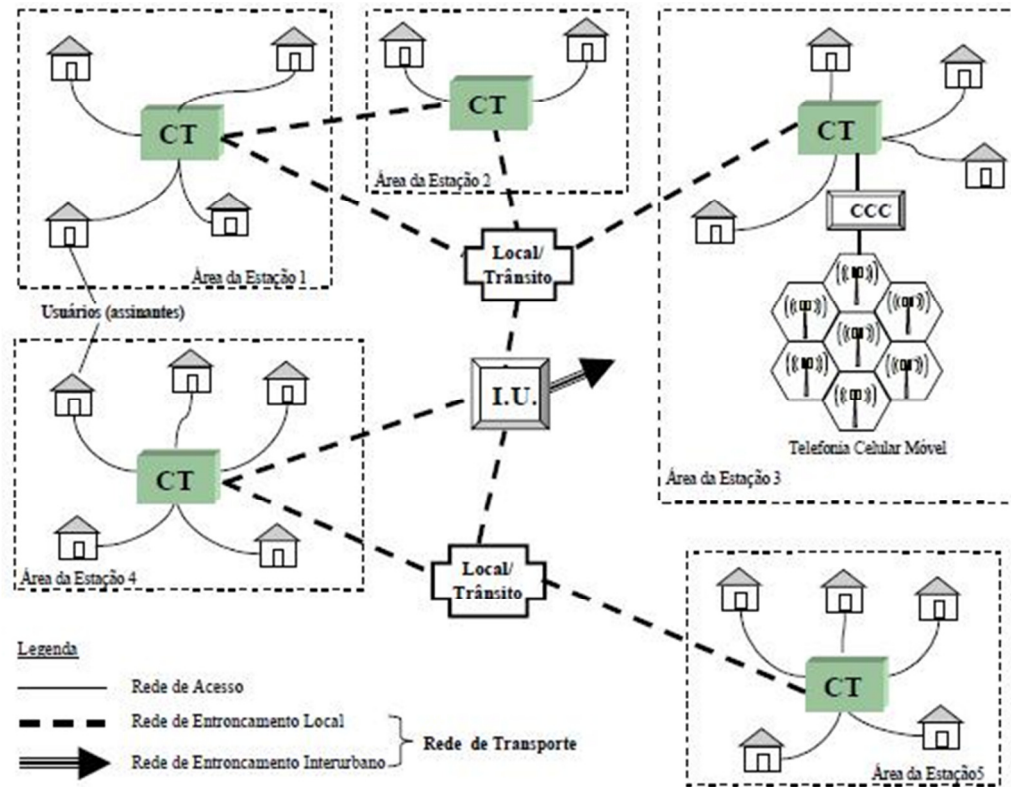 CT
Área da Estação 1
CT
Área da Estação 2
CT
CCC
Telefonia Celular Móvel
Área da Estação 3
Local/
Trânsito
Usuários (assinantes)
I.U.
CT
Área da Estação 4
Local/
Trânsito
CT
Área da Estação5
Legenda
Rede de Acesso
Rede de Entroncamento Local
Rede de Entroncamento Interurbano
Rede de Transporte